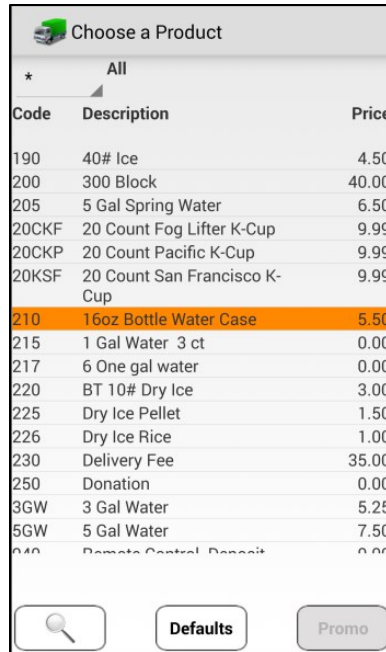 Choose a Product
* All
Code Description Price
190 40# Ice 4.50
200 300 Block 40.00
205 5 Gal Spring Water 6.50
20CKF 20 Count Fog Lifter K-Cup 9.99
20CKP 20 Count Pacific K-Cup 9.99
20KSF 20 Count San Francisco K- 9.99
Cup
210 16oz Bottle Water Case 5.50
215 1 Gal Water 3 ct 0.00
217 6 One gal water 0.00
220 BT 10# Dry Ice 3.00
225 Dry Ice Pellet 1.50
226 Dry Ice Rice 1.00
230 Delivery Fee 35.00
250 Donation 0.00
3GW 3 Gal Water 5.25
5GW 5 Gal Water 7.50
Remote Control Deposit
Defaults Promo